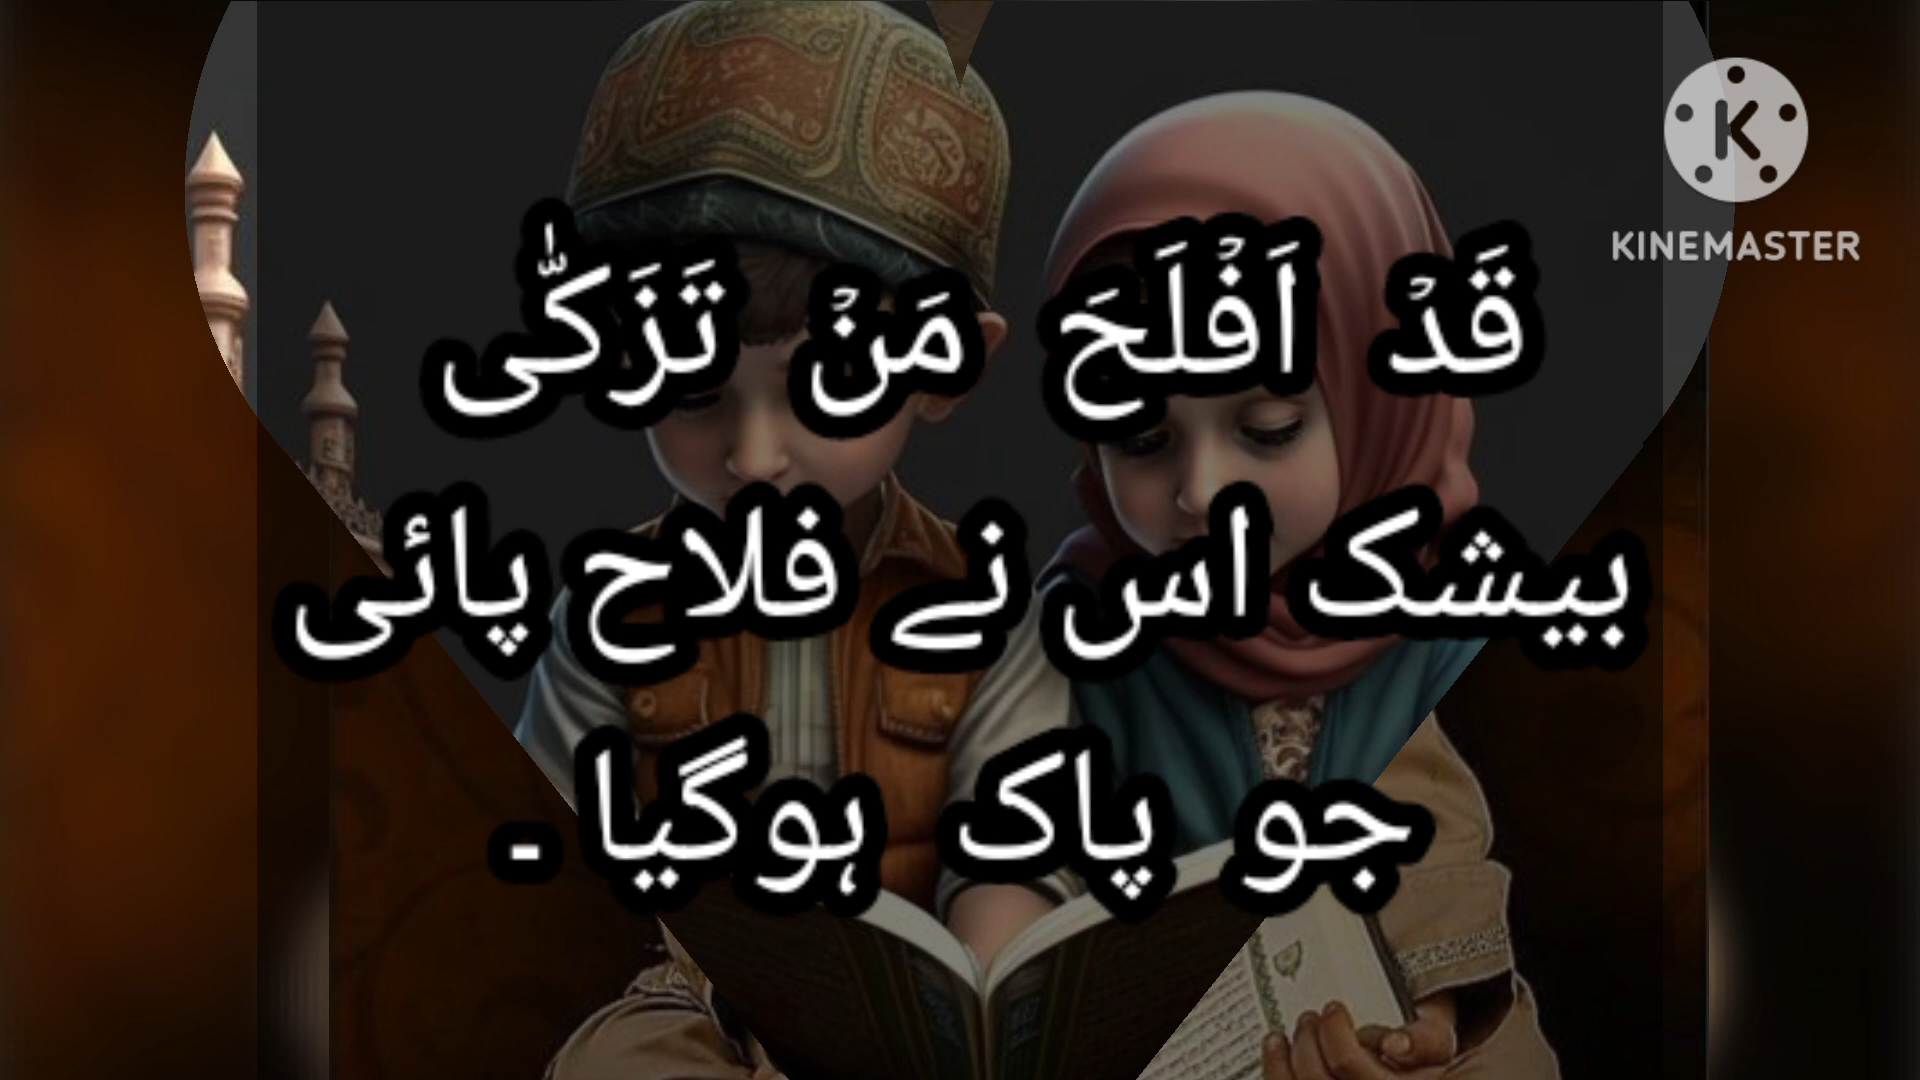 قَدۡ اَفۡلَحَ مَنۡ تَزَکّٰی
بیشک اس نے فلاح پائی
جو پاک ہوگیا ۔
KINEMASTER